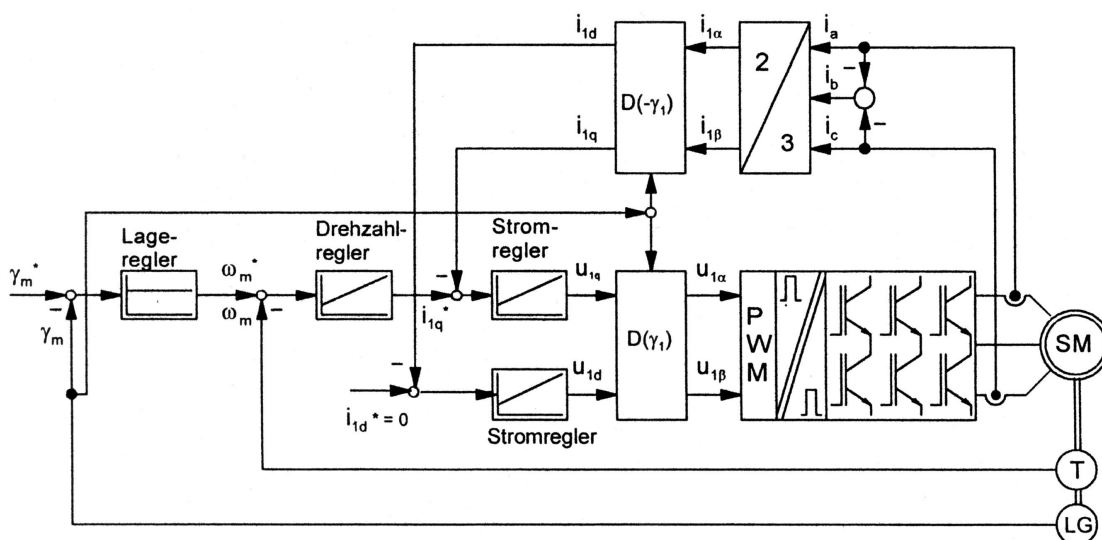 i1d
i1α
ia
2
ib
D(-γ1)
i1q
i1β
3
ic
Lage-
regler
Drehzahl-
regler
Strom-
regler
γm*
ωm*
ωm
γm
i1q*
u1q
u1α
D(γ1)
PWM
SM
i1d* = 0
u1d
u1β
Stromregler
T
LG